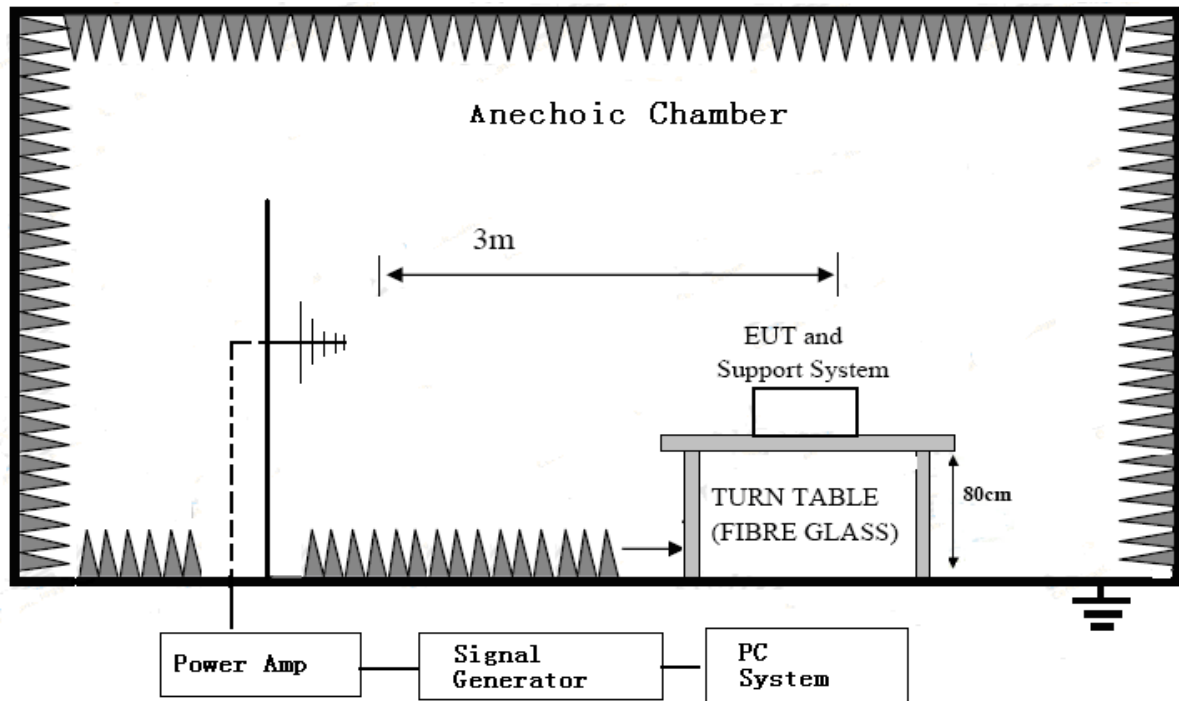 Anechoic Chamber
3m
EUT and
Support System
TURN TABLE
(FIBRE GLASS)
80cm
Power Amp
Signal
Generator
PC
System